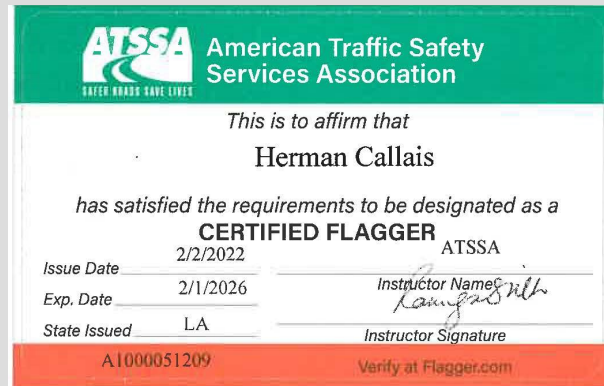 ATSSA
SAFER ROADS SAVE LIVES
American Traffic Safety
Services Association
This is to affirm that
Herman Callais
has satisfied the requirements to be designated as a
CERTIFIED FLAGGER
Issue Date 2/2/2022
ATSSA
Instructor Name
Exp. Date 2/1/2026
State Issued LA
Instructor Signature
A1000051209
Verify at Flagger.com